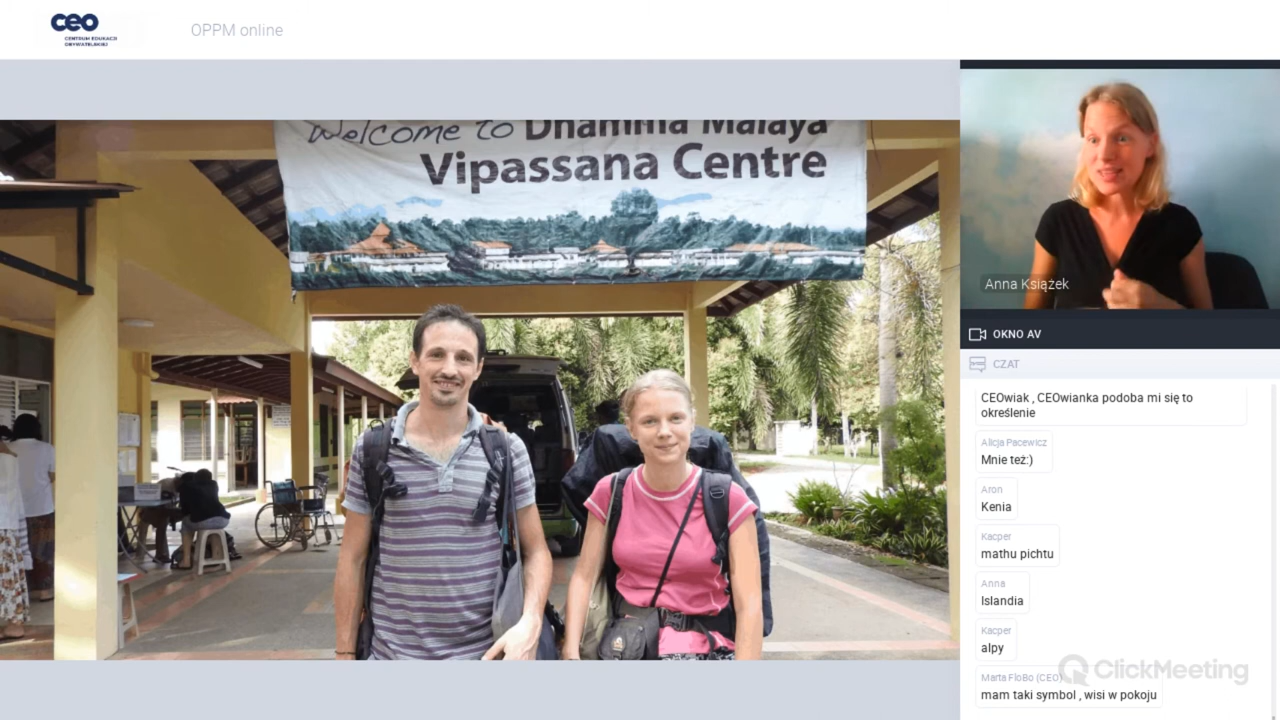 ceo
CENTRUM EDUKACJI
OBYWATELSKIEJ
OPPM online
Welcome to Dhamma Malaya
Vipassana Centre
Anna Książek
OKNO AV
CZAT
CEOwiak , CEOwianka podoba mi się to
określenie
Alicja Pacewicz
Mnie też:)
Aron
Kenia
Kacper
mathu pichtu
Anna
Islandia
Kacper
alpy
Marta FloBo (CEO)
mam taki symbol , wisi w pokoju
ClickMeeting